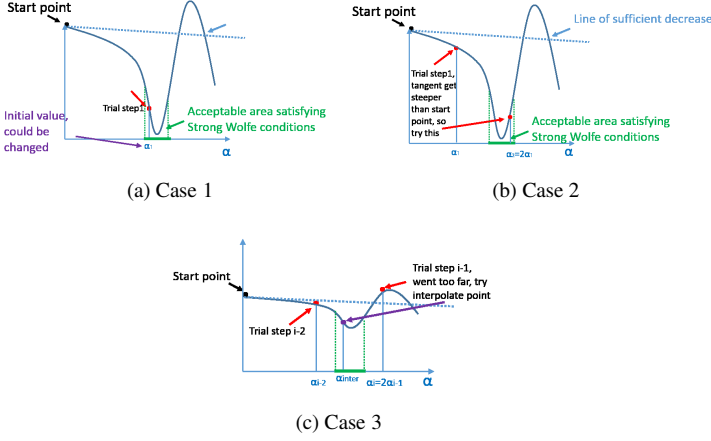 Start point
Trial step1
Initial value,
could be
changed
Acceptable area satisfying
Strong Wolfe conditions
α1
α
(a) Case 1
Start point
Line of sufficient decrease
Trial step1,
tangent get
steeper
than start
point, so
try this
Acceptable area satisfying
Strong Wolfe conditions
α1
α2=2α1
α
(b) Case 2
Start point
Trial step i-1,
went too far, try
interpolate point
Trial step i-2
αi-2
αinter
αi=2αi-1
α
(c) Case 3